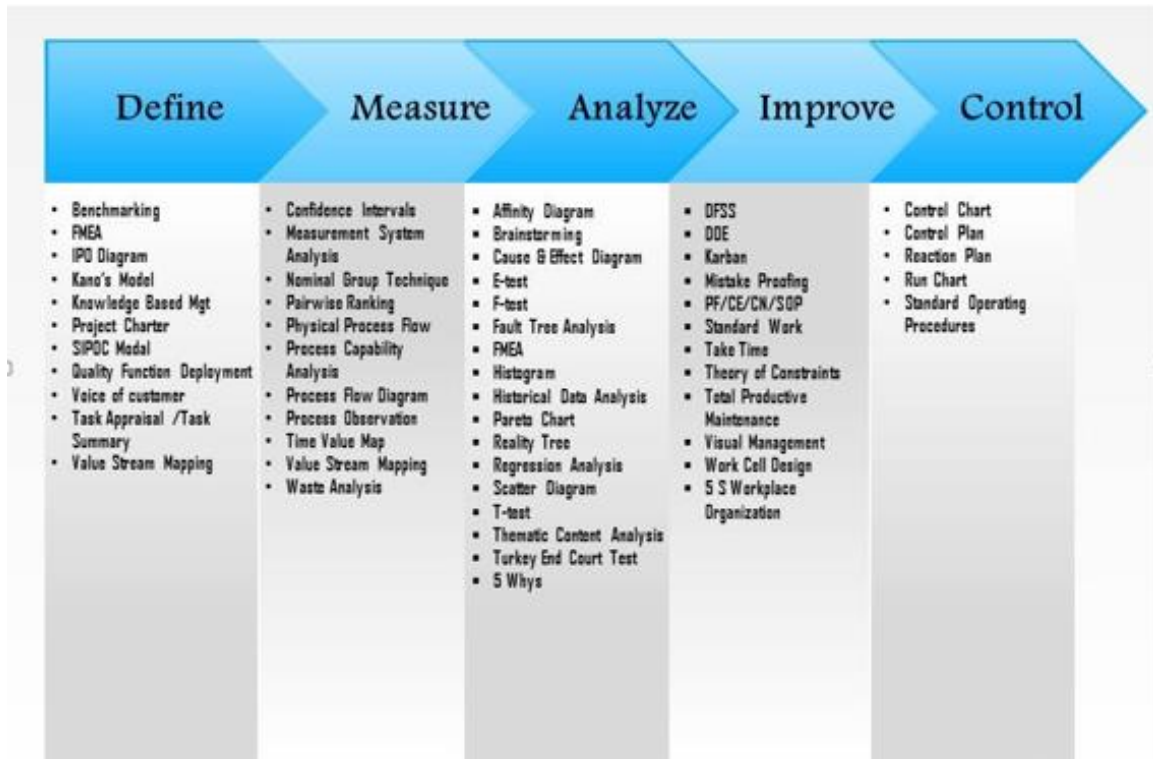 Define
Measure
Analyze
Improve
Control
Benchmarking
FMEA
IPO Diagram
Kano's Model
Knowledge Based Mgt
Project Charter
SIPOC Modal
Quality Function Deployment
Voice of customer
Task Appraisal /Task
Summary
Value Stream Mapping
Confidence Intervals
Measurement System
Analysis
Nominal Group Technique
Pairwise Ranking
Physical Process Flow
Process Capability
Analysis
Process Flow Diagram
Process Observation
Time Value Map
Value Stream Mapping
Waste Analysis
Affinity Diagram
Brainstorming
Cause & Effect Diagram
E-test
F-test
Fault Tree Analysis
FMEA
Histogram
Historical Data Analysis
Pareto Chart
Reality Tree
Regression Analysis
Scatter Diagram
T-test
Thematic Content Analysis
Turkey End Court Test
5 Whys
DFSS
DOE
Karban
Mistake Proofing
PF/CE/CN/SOP
Standard Work
Take Time
Theory of Constraints
Total Productive
Maintenance
Visual Management
Work Cell Design
5 S Workplace
Organization
Control Chart
Control Plan
Reaction Plan
Run Chart
Standard Operating
Procedures